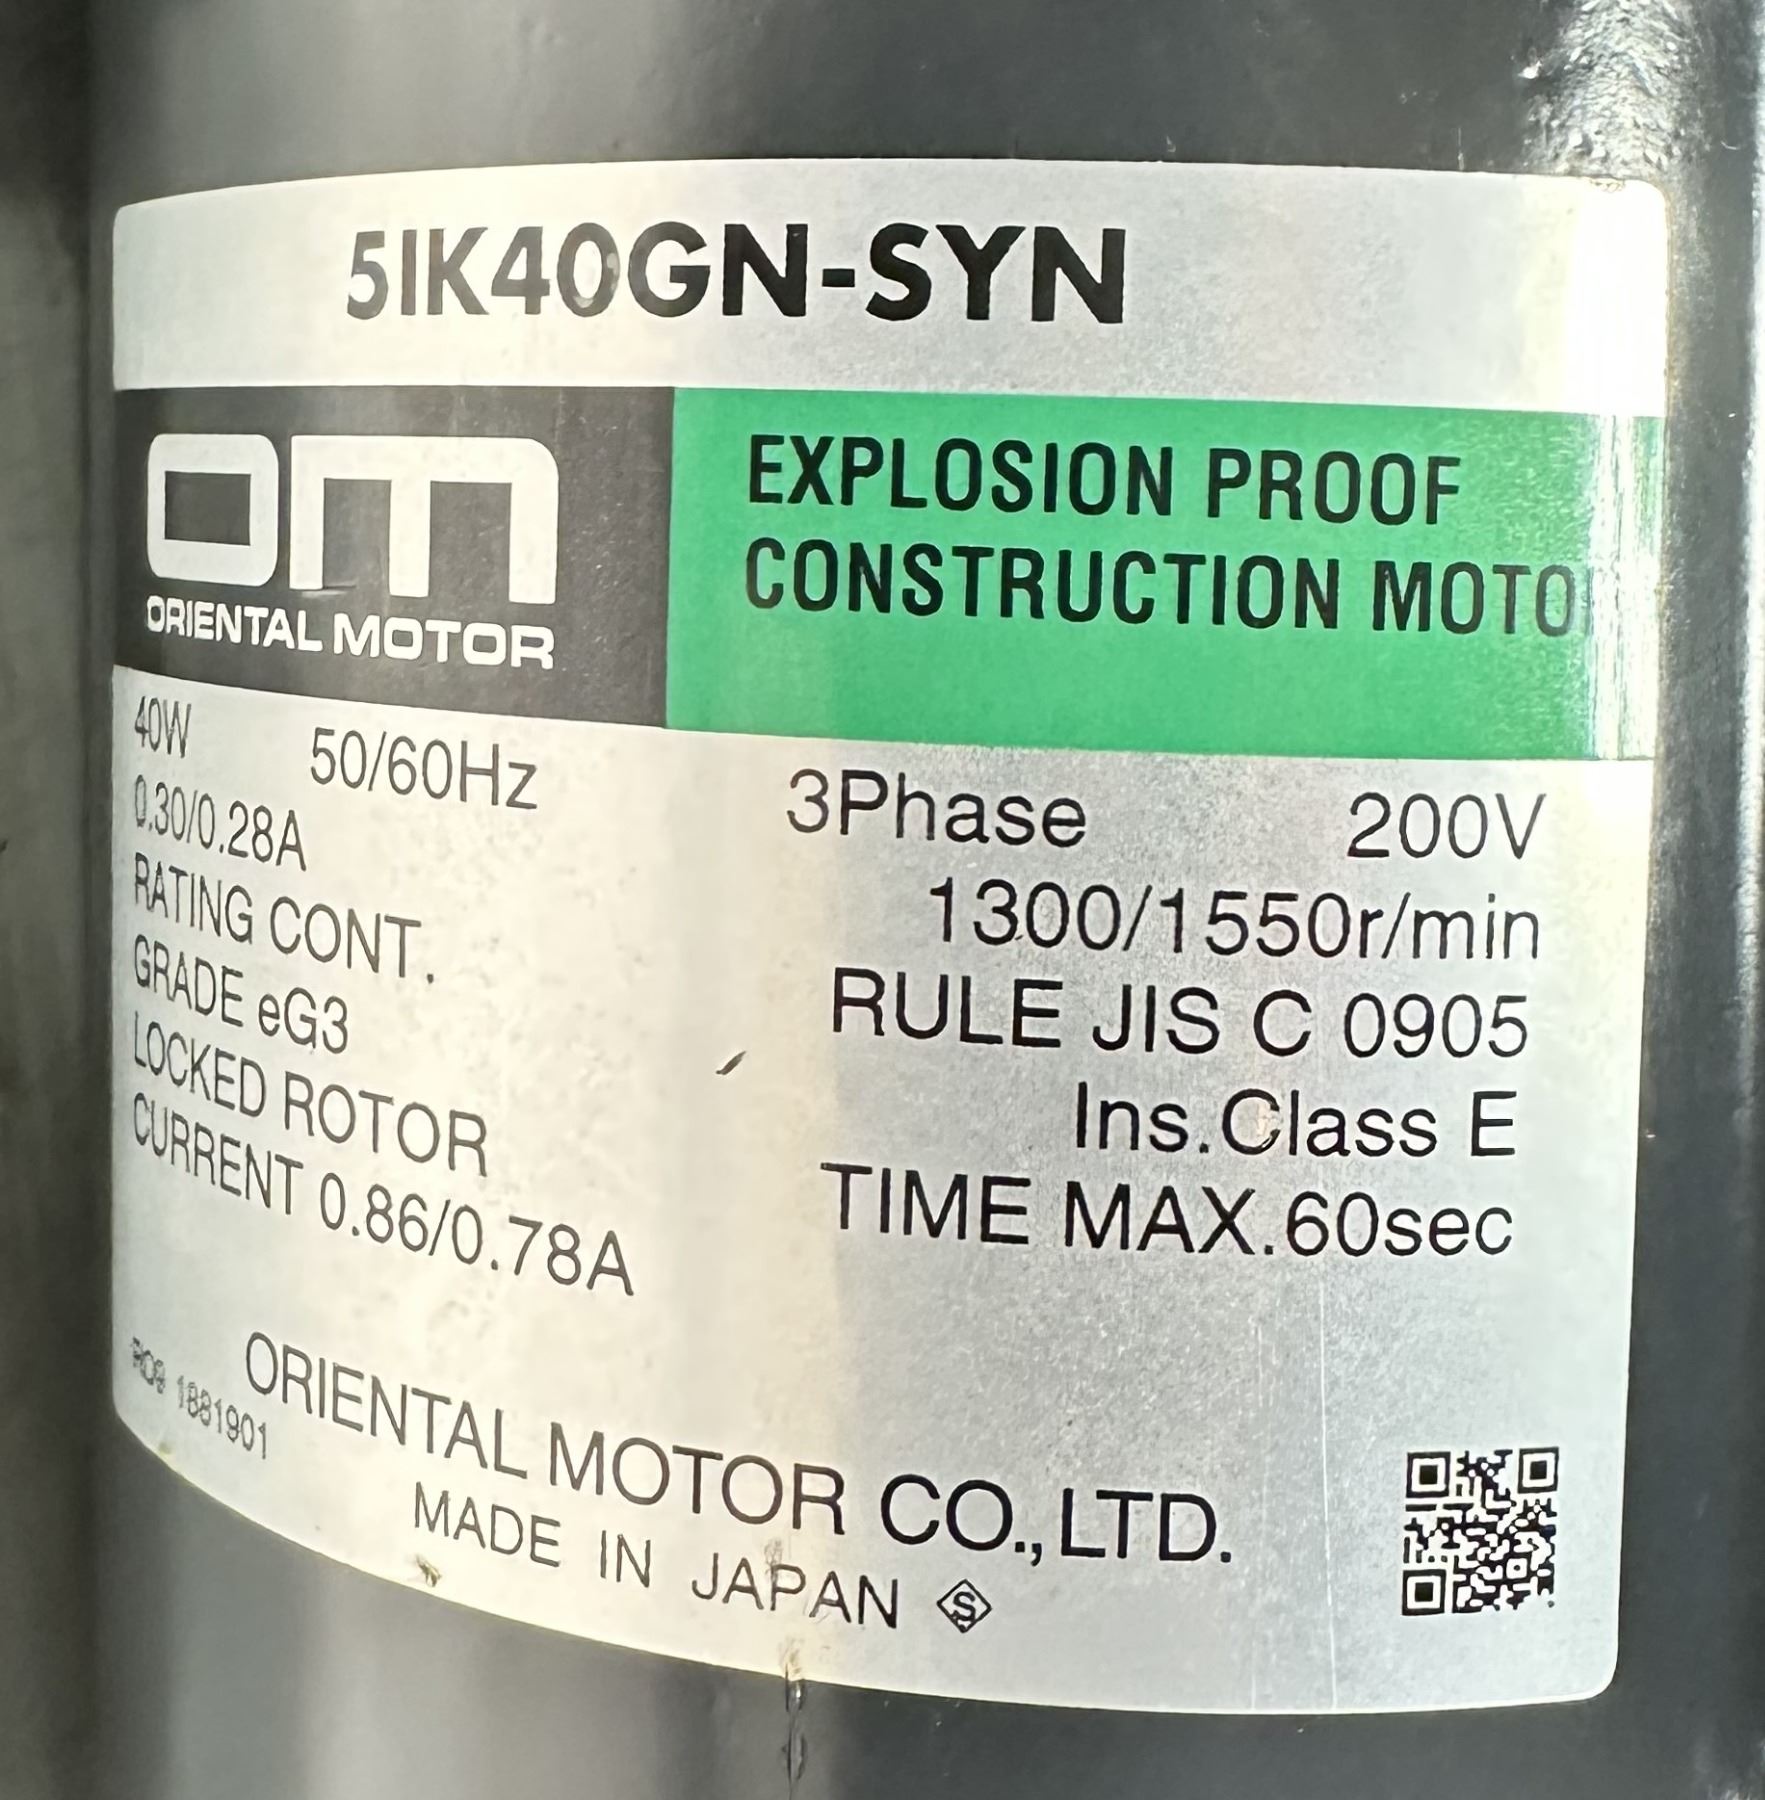 5IK40GN-SYN
om
ORIENTAL MOTOR
EXPLOSION PROOF
CONSTRUCTION MOTO
40W 50/60Hz 3Phase 200V
0.30/0.28A 1300/1550r/min
RATING CONT. RULE JIS C 0905
GRADE eG3 Ins.Class E
LOCKED ROTOR TIME MAX.60sec
CURRENT 0.86/0.78A
ORIENTAL MOTOR CO.,LTD.
MADE IN JAPAN S